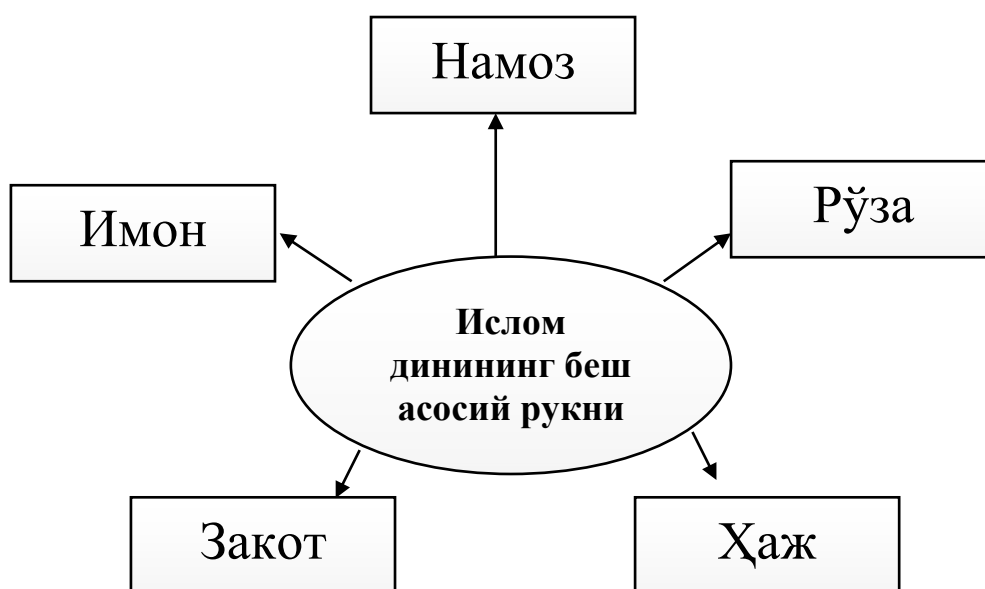 Намоз
Рўза
Имон
Ислом
динининг беш
асосий рукни
Закот
Ҳаж